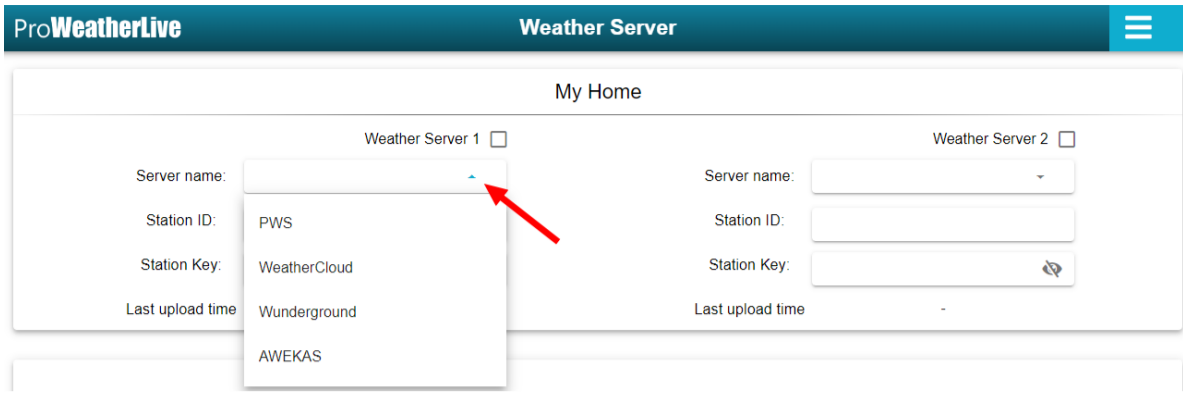 ProWeatherLive
Weather Server
My Home
Weather Server 1
Weather Server 2
Server name:
Server name:
Station ID:
PWS
Station ID:
Station Key:
WeatherCloud
Station Key:
Last upload time
Wunderground
Last upload time -
AWEKAS